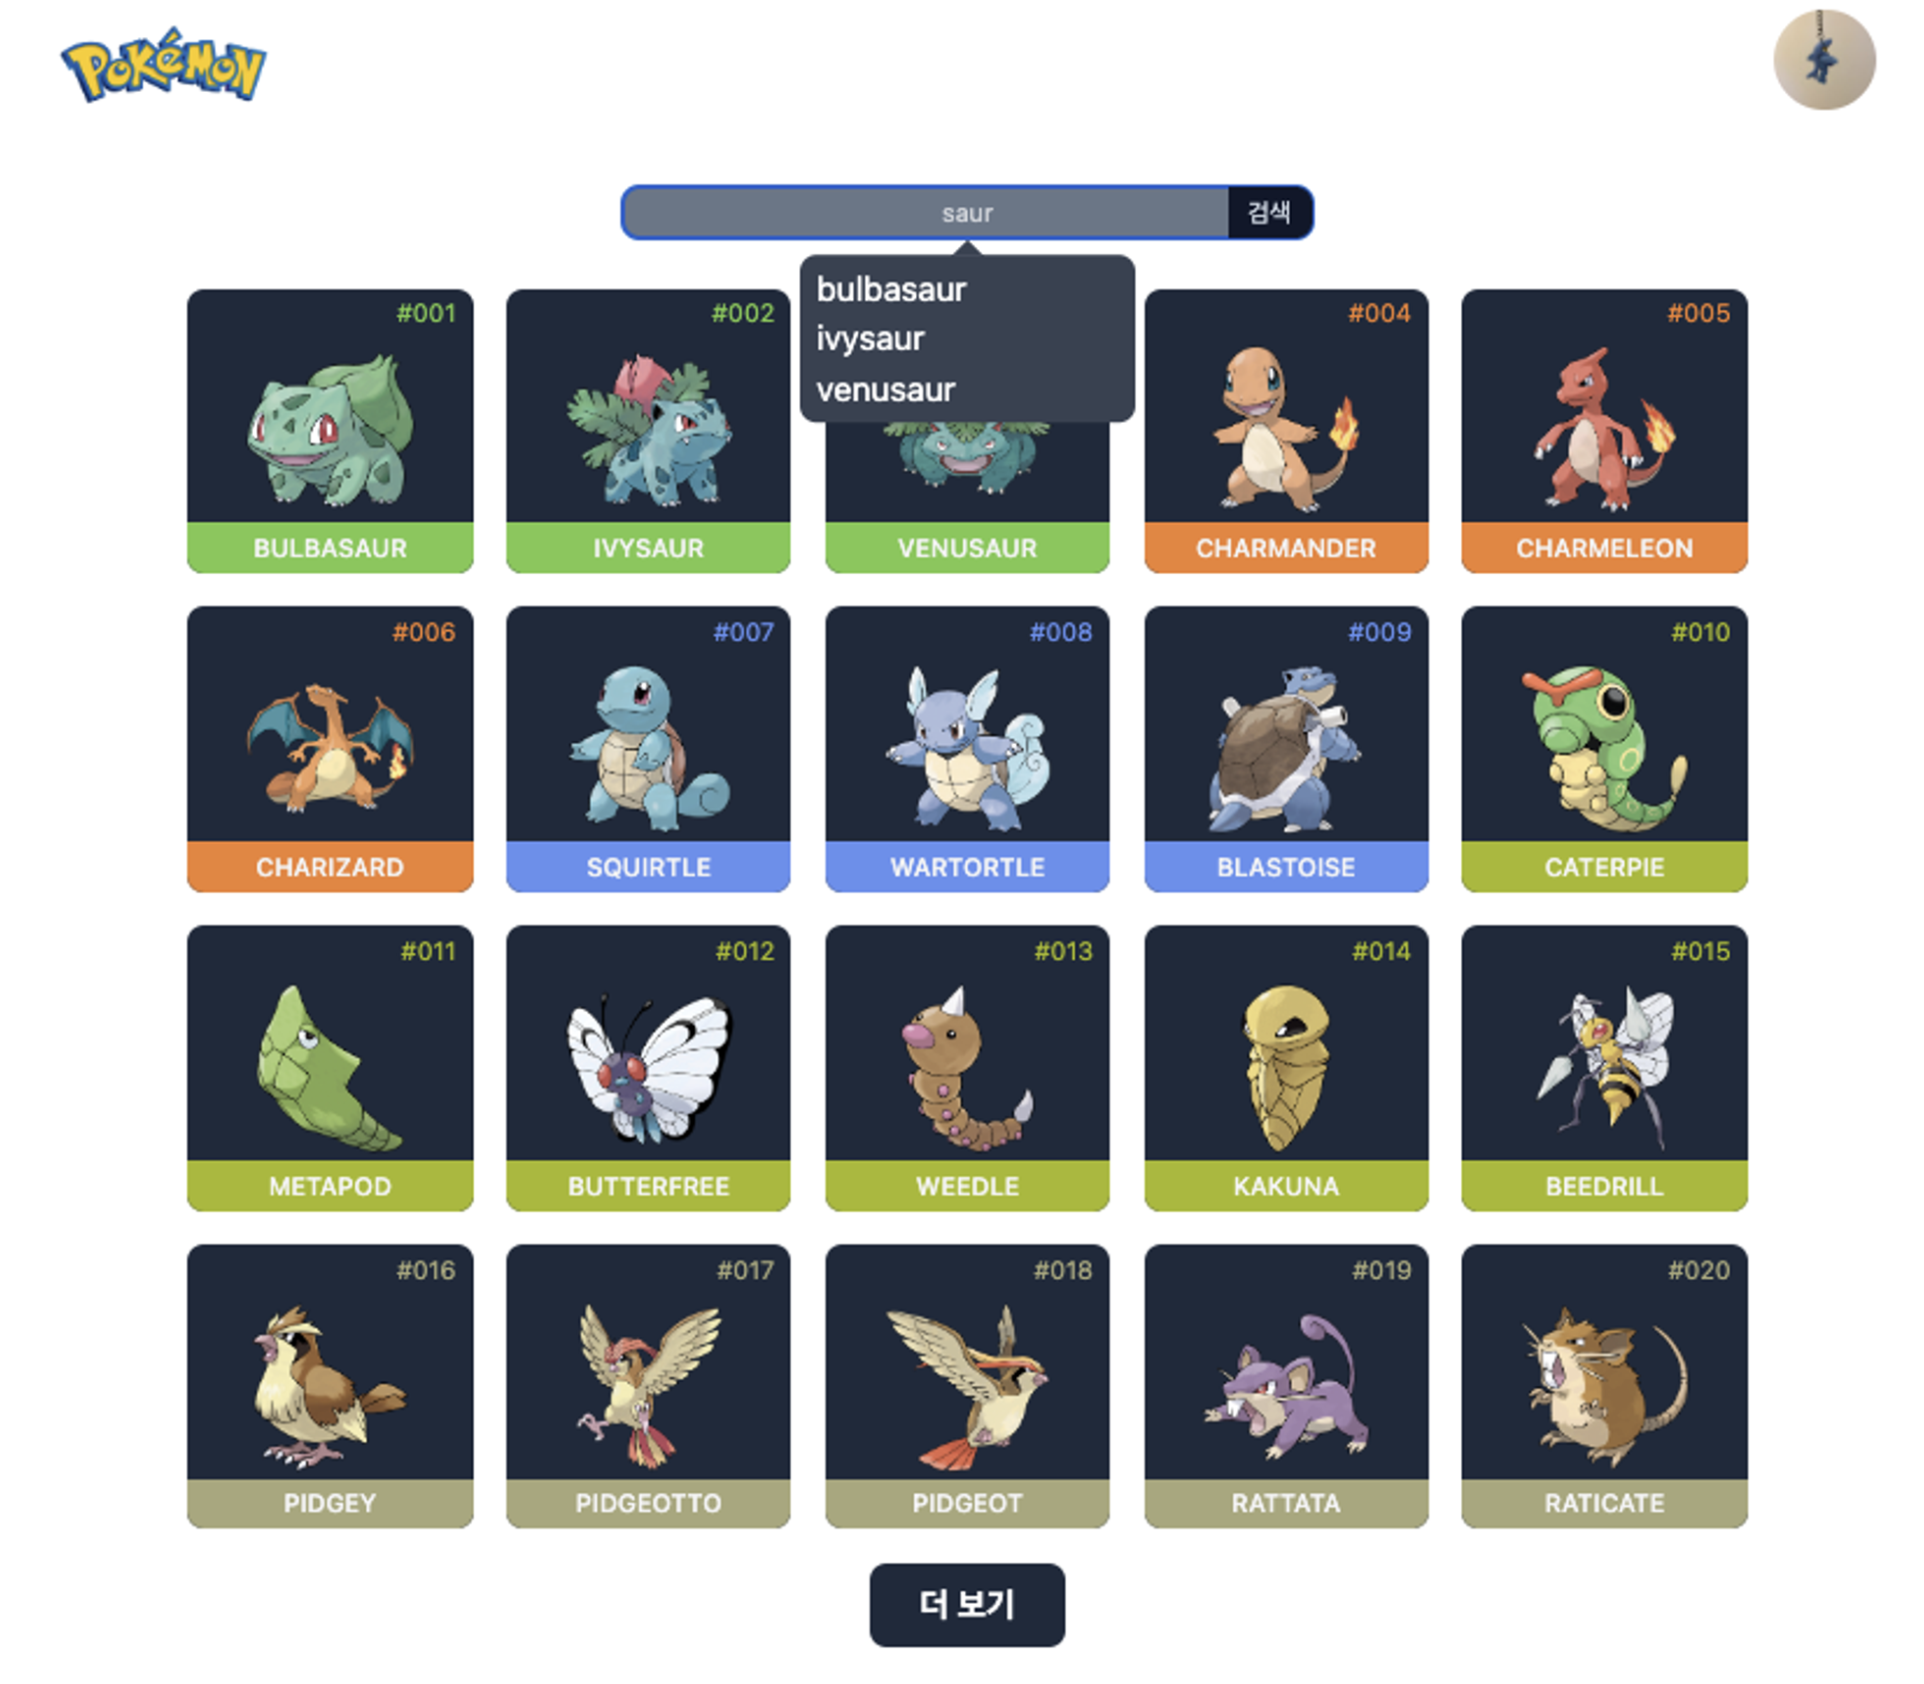 POKéMON
saur 검색
bulbasaur
ivysaur
venusaur
#001 #002 #004 #005
BULBASAUR IVYSAUR VENUSAUR CHARMANDER CHARMELEON
#006 #007 #008 #009 #010
CHARIZARD SQUIRTLE WARTORTLE BLASTOISE CATERPIE
#011 #012 #013 #014 #015
METAPOD BUTTERFREE WEEDLE KAKUNA BEEDRILL
#016 #017 #018 #019 #020
PIDGEY PIDGEOTTO PIDGEOT RATTATA RATICATE
더 보기